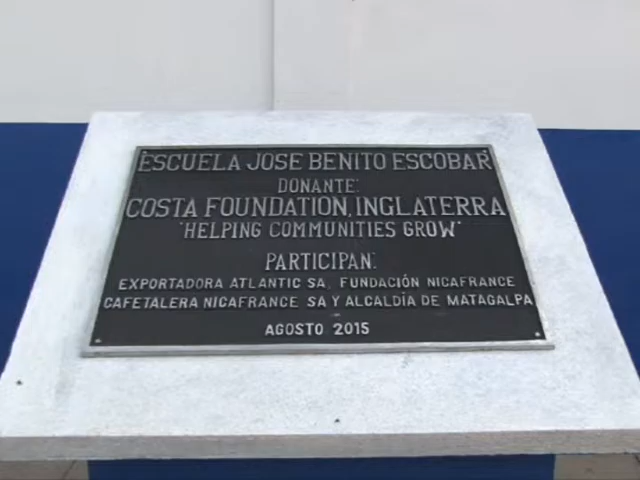 ESCUELA JOSE BENITO ESCOBAR
DONANTE:
COSTA FOUNDATION, INGLATERRA
"HELPING COMMUNITIES GROW"
PARTICIPAN:
EXPORTADORA ATLANTIC SA, FUNDACIÓN NICAFRANCE
CAFETALERA NICAFRANCE SA Y ALCALDÍA DE MATAGALPA
AGOSTO 2015